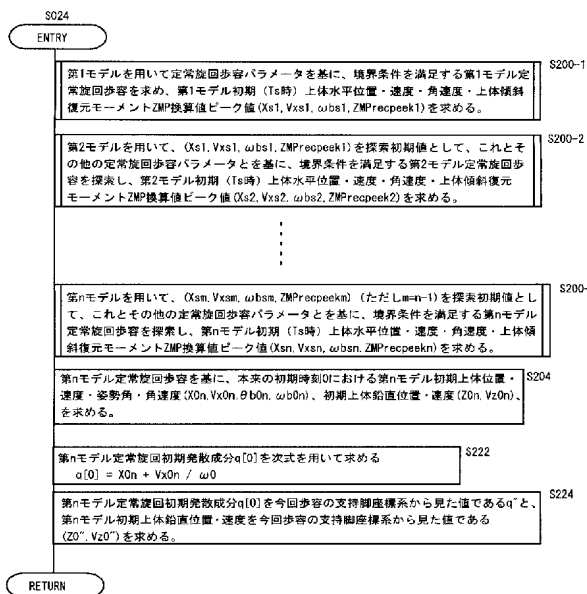 S024
ENTRY
S200-1
第1モデルを用いて定常旋回歩容パラメータを基に、境界条件を満足する第1モデル定
常旋回歩容を求め、第1モデル初期(Ts時)上体水平位置・速度・角速度・上体傾斜
復元モーメントZMP換算値ピーク値(Xs1,Vxs1,ωbs1,ZMPrecpeek1)を求める。
S200-2
第2モデルを用いて、(Xs1,Vxs1,ωbs1,ZMPrecpeek1)を探索初期値として、これとそ
の他の定常旋回歩容パラメータとを基に、境界条件を満足する第2モデル定常旋回歩
容を探索し、第2モデル初期(Ts時)上体水平位置・速度・角速度・上体傾斜復元
モーメントZMP換算値ピーク値(Xs2,Vxs2,ωbs2,ZMPrecpeek2)を求める。
S200-
第nモデルを用いて、(Xsm,Vxsm,ωbsm,ZMPrecpeekm)(ただしm=n-1)を探索初期値とし
て、これとその他の定常旋回歩容パラメータとを基に、境界条件を満足する第nモデル
定常旋回歩容を探索し、第nモデル初期(Ts時)上体水平位置・速度・角速度・上体傾
斜復元モーメントZMP換算値ピーク値(Xsn,Vxsn,ωbsn,ZMPrecpeekn)を求める。
S204
第nモデル定常旋回歩容を基に、本来の初期時刻0における第nモデル初期上体位置・
速度・姿勢角・角速度(X0n,Vx0n,θb0n,ωb0n)、初期上体鉛直位置・速度(Z0n,Vz0n)、
を求める。
S222
第nモデル定常旋回初期発散成分q[0]を次式を用いて求める
q[0] = X0n + Vx0n / ω0
S224
第nモデル定常旋回初期発散成分q[0]を今回歩容の支持脚座標系から見た値であるq"と、
第nモデル初期上体鉛直位置・速度を今回歩容の支持脚座標系から見た値である
(Z0",Vz0")を求める。
RETURN